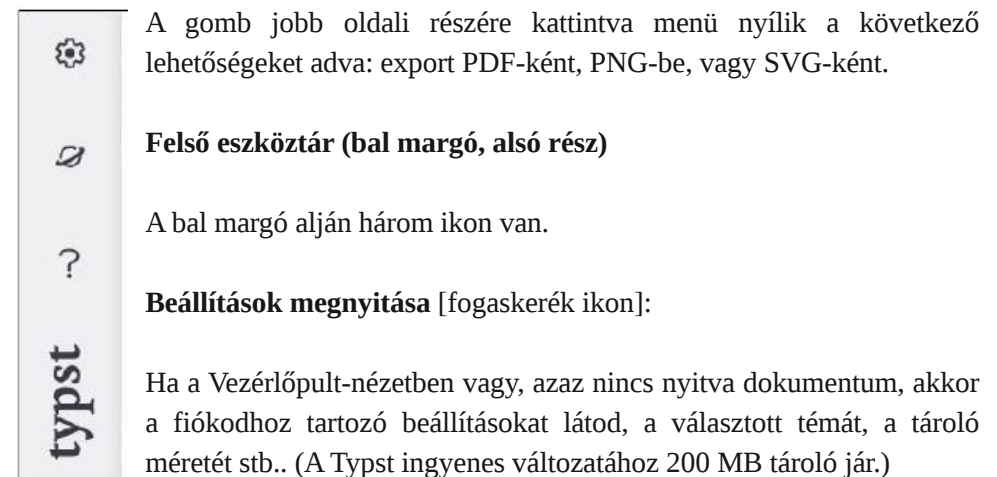 A gomb jobb oldali részére kattintva menü nyílik a következő
lehetőségeket adva: export PDF-ként, PNG-be, vagy SVG-ként.
Felső eszköztár (bal margó, alsó rész)
A bal margó alján három ikon van.
Beállítások megnyitása [fogaskerék ikon]:
Ha a Vezérlőpult-nézetben vagy, azaz nincs nyitva dokumentum, akkor
a fiókodhoz tartozó beállításokat látod, a választott témát, a tároló
méretét stb.. (A Typst ingyenes változatához 200 MB tároló jár.)
?
typst